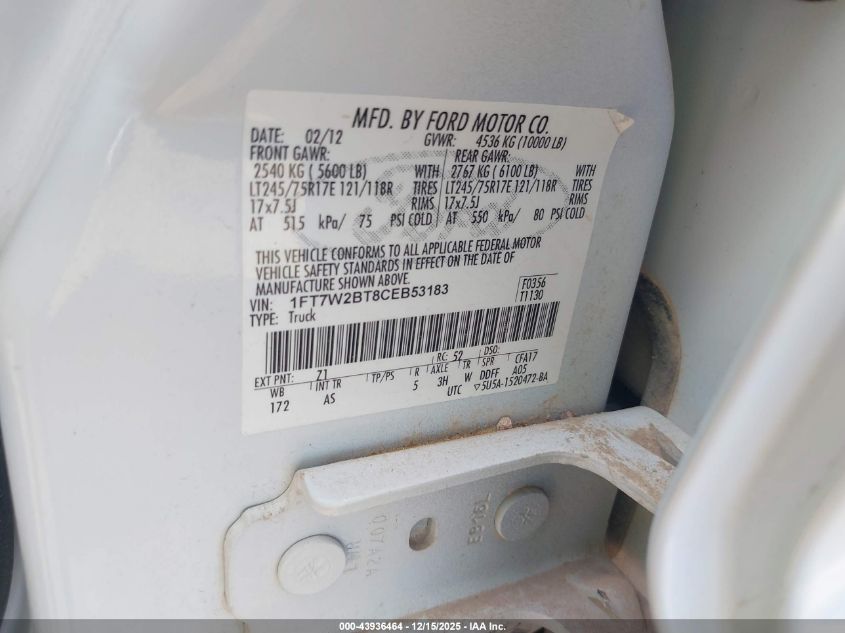 MFD. BY FORD MOTOR CO.
DATE: 02/12 GVWR: 4536 KG (10000 LB)
FRONT GAWR: REAR GAWR:
2540 KG ( 5600 LB) WITH 2767 KG ( 6100 LB) WITH
LT245/75R17E 121/118R TIRES LT245/75R17E 121/118R TIRES
17x7.5J RIMS 17x7.5J RIMS
AT 515 kPa/ 75 PSI COLD AT 550 kPa/ 80 PSI COLD
THIS VEHICLE CONFORMS TO ALL APPLICABLE FEDERAL MOTOR
VEHICLE SAFETY STANDARDS IN EFFECT ON THE DATE OF
MANUFACTURE SHOWN ABOVE.
VIN: 1FT7W2BT8CEB53183 F0356
TYPE: Truck T1130
EXT PNT: Z1 RC: 52 DSO:
WB INT TR TP/PS R AXLE TR SPR CFA17
172 AS 5 3H W DDFF A05
UTC ▽5U5A-1520472-BA
EB06L
007A2A
000-43936464 - 12/15/2025 - IAA Inc.